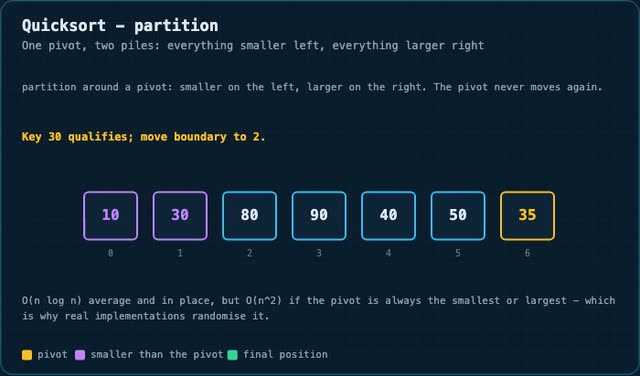 Quicksort – partition
One pivot, two piles: everything smaller left, everything larger right
partition around a pivot: smaller on the left, larger on the right. The pivot never moves again.
Key 30 qualifies; move boundary to 2.
10 30 80 90 40 50 35
0 1 2 3 4 5 6
O(n log n) average and in place, but O(n^2) if the pivot is always the smallest or largest – which
is why real implementations randomise it.
pivot smaller than the pivot final position